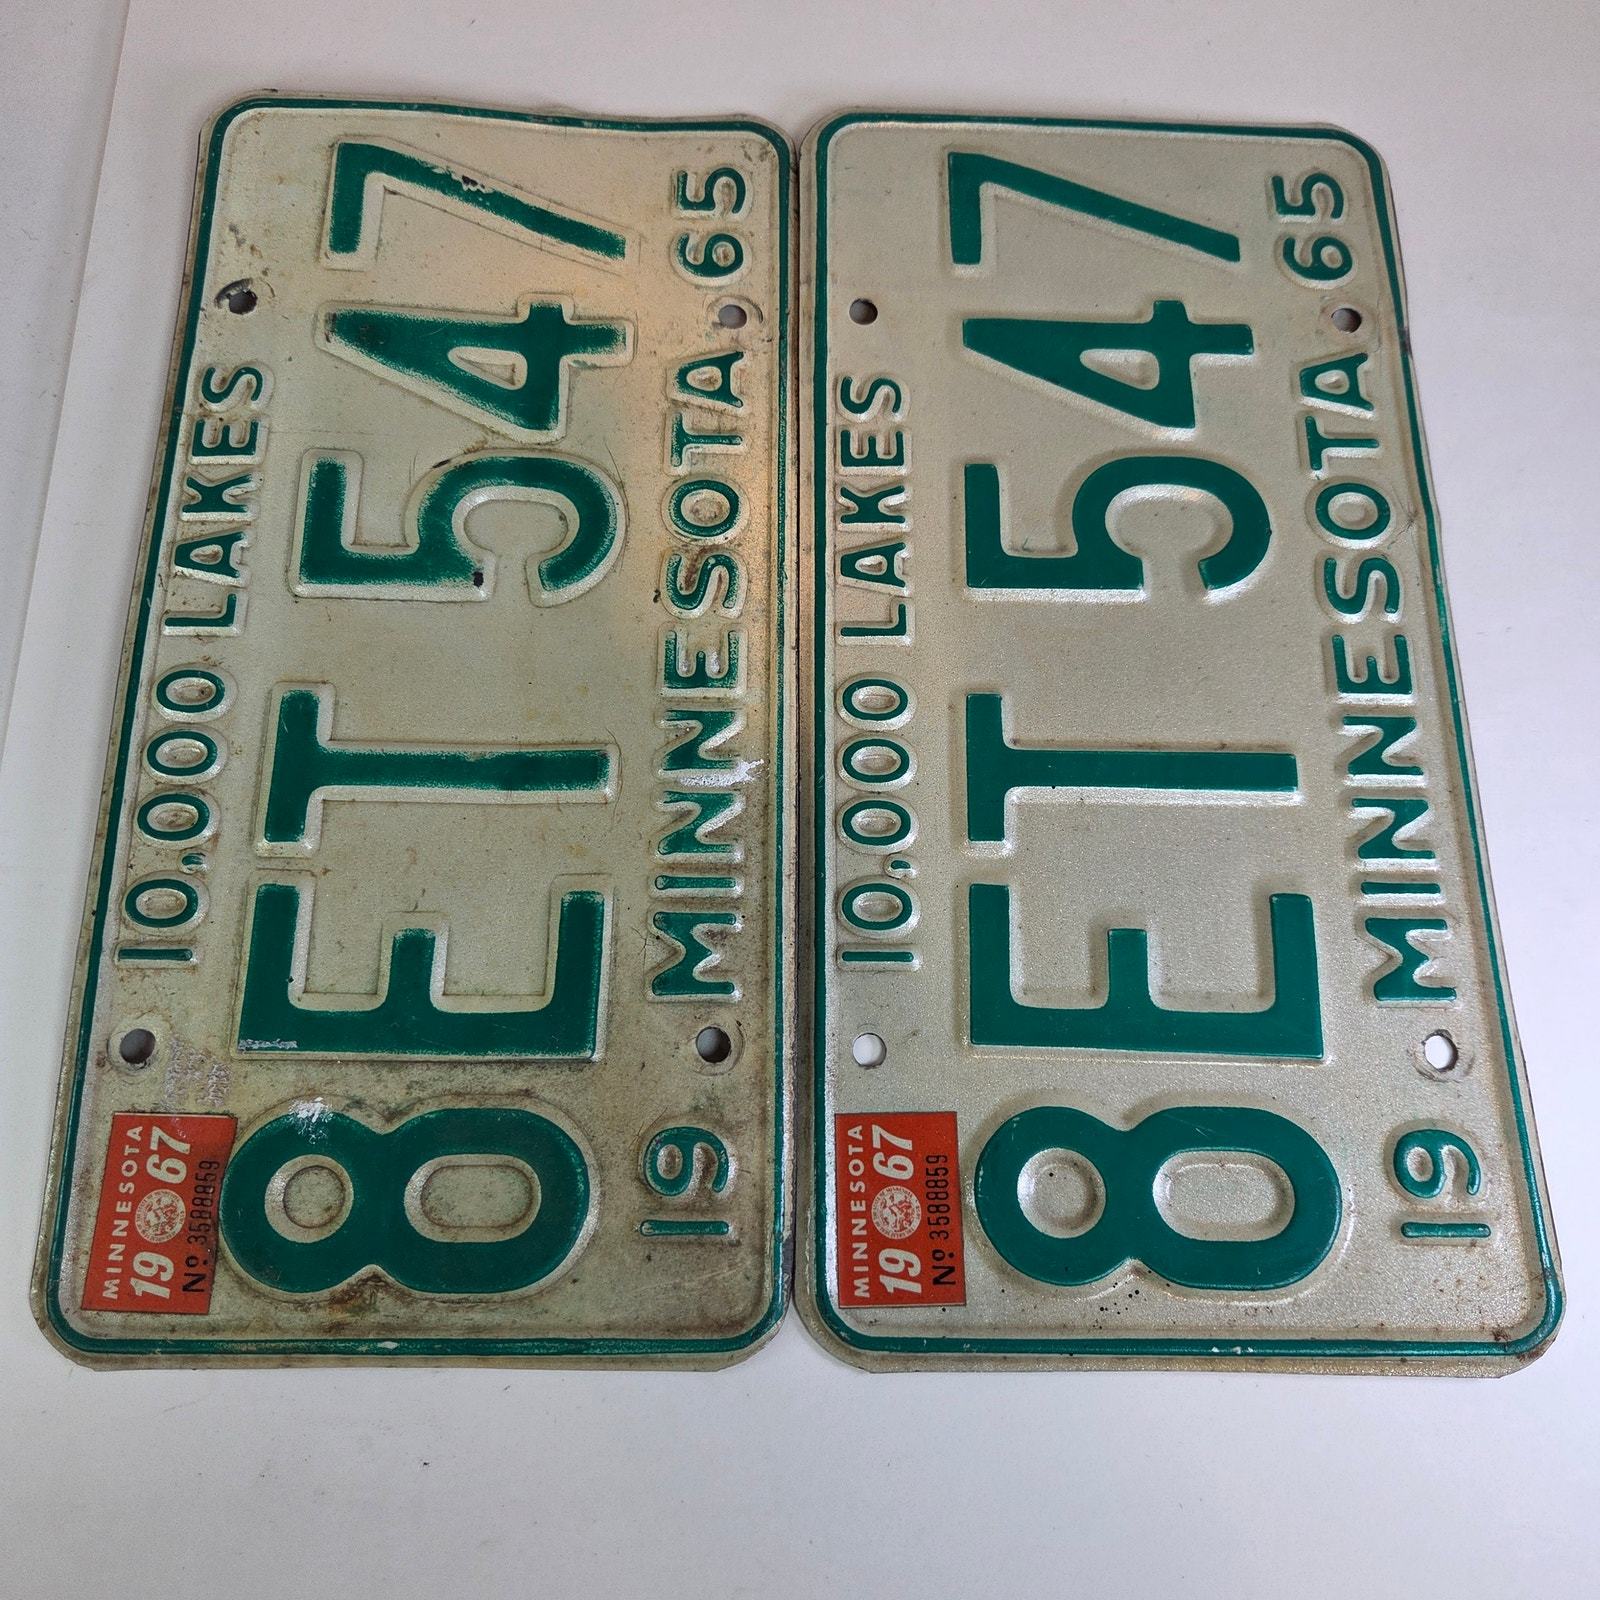 10,000 LAKES
8ET 547
19 MINNESOTA 65
MINNESOTA
19 67
Nº 3588859
10,000 LAKES
8ET 547
19 MINNESOTA 65
MINNESOTA
19 67
Nº 3588859